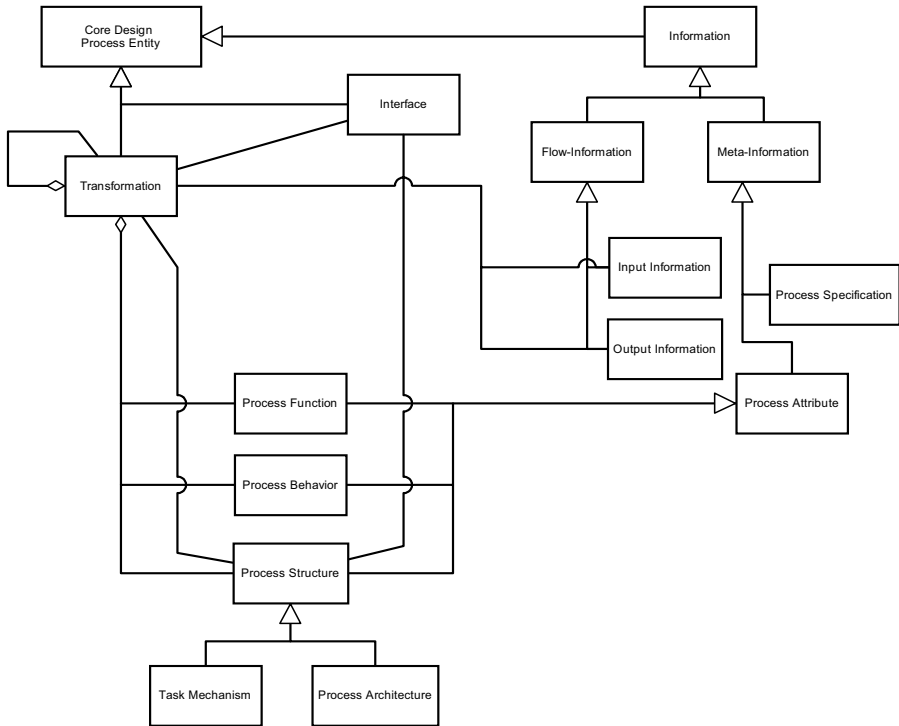 Core Design
Process Entity
Information
Interface
Flow-Information
Meta-Information
Transformation
Input Information
Process Specification
Output Information
Process Function
Process Attribute
Process Behavior
Process Structure
Task Mechanism
Process Architecture